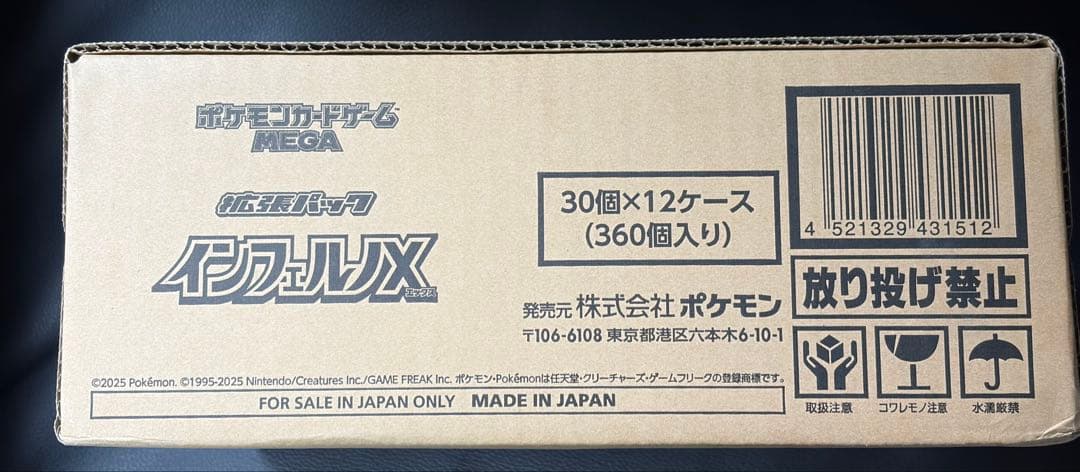 ポケモンカードゲーム
MEGA
拡張パック
インフェルノX
エックス
30個×12ケース
(360個入り)
発売元 株式会社 ポケモン
〒106-6108 東京都港区六本木6-10-1
©2025 Pokémon. ©1995-2025 Nintendo/Creatures Inc./GAME FREAK Inc. ポケモン・Pokémonは任天堂・クリーチャーズ・ゲームフリークの登録商標です。
FOR SALE IN JAPAN ONLY MADE IN JAPAN
4 521329 431512
放り投げ禁止
取扱注意 コワレモノ注意 水濡厳禁